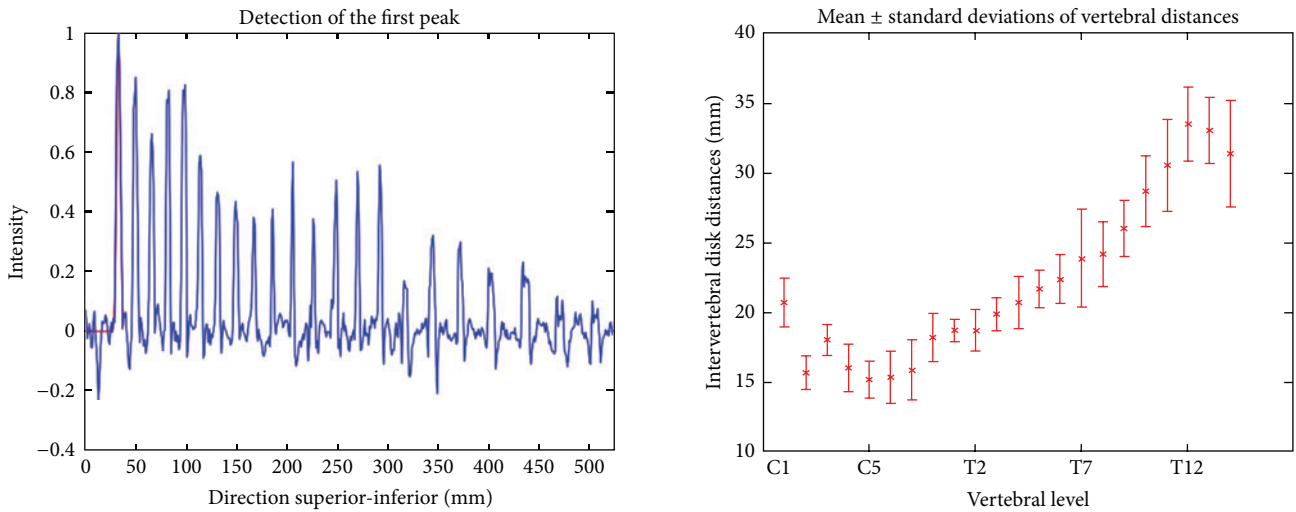 Detection of the first peak
1
0.8
0.6
0.4
0.2
0
−0.2
−0.4
Intensity
0 50 100 150 200 250 300 350 400 450 500
Direction superior-inferior (mm)
Mean ± standard deviations of vertebral distances
40
35
30
25
20
15
10
Intervertebral disk distances (mm)
C1 C5 T2 T7 T12
Vertebral level